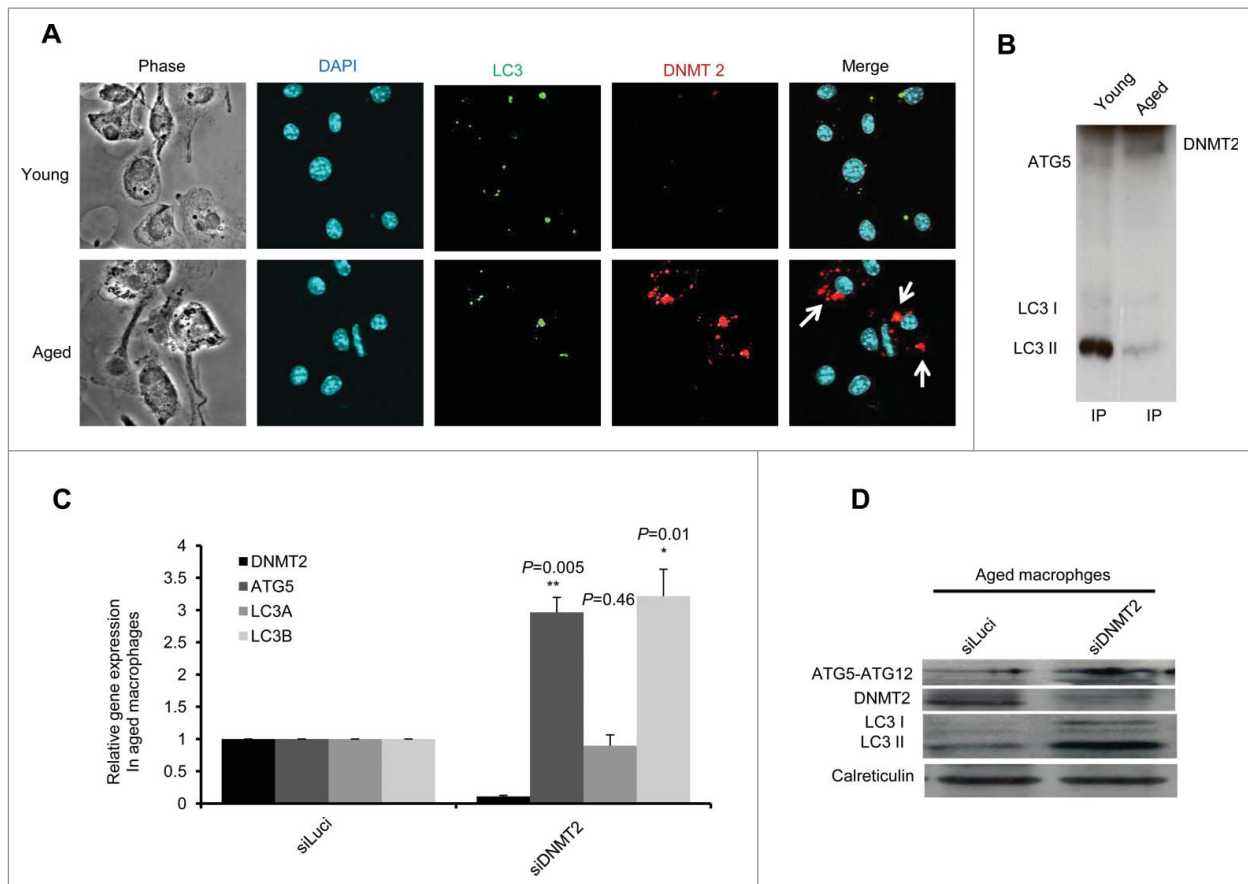 A
Phase
DAPI
LC3
DNMT 2
Merge
Young
Aged
B
Young
Aged
ATG5
DNMT2
LC3 I
LC3 II
IP
IP
C
Relative gene expression
In aged macrophages
4
3.5
3
2.5
2
1.5
1
0.5
0
DNMT2
ATG5
LC3A
LC3B
P=0.005
**
P=0.46
P=0.01
*
siLuci
siDNMT2
D
Aged macrophges
siLuci
siDNMT2
ATG5-ATG12
DNMT2
LC3 I
LC3 II
Calreticulin